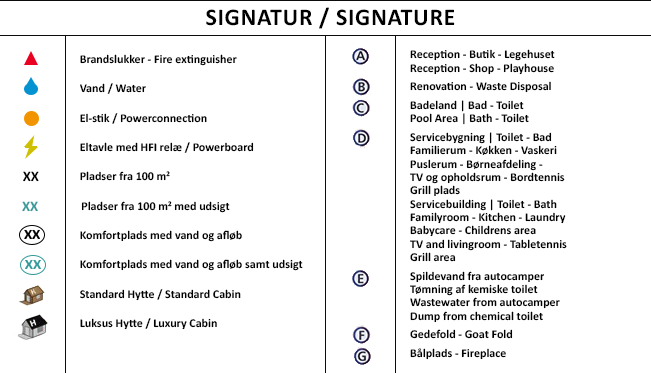 SIGNATUR / SIGNATURE
Brandslukker - Fire extinguisher
Vand / Water
El-stik / Powerconnection
Eltavle med HFI relæ / Powerboard
XX Pladser fra 100 m²
XX Pladser fra 100 m² med udsigt
XX Komfortplads med vand og afløb
XX Komfortplads med vand og afløb samt udsigt
H Standard Hytte / Standard Cabin
H Luksus Hytte / Luxury Cabin
A Reception - Butik - Legehuset
Reception - Shop - Playhouse
B Renovation - Waste Disposal
C Badeland | Bad - Toilet
Pool Area | Bath - Toilet
D Servicebygning | Toilet - Bad
Familierum - Køkken - Vaskeri
Puslerum - Børneafdeling -
TV og opholdsrum - Bordtennis
Grill plads
Servicebuilding | Toilet - Bath
Familyroom - Kitchen - Laundry
Babycare - Childrens area
TV and livingroom - Tabletennis
Grill area
E Spildevand fra autocamper
Tømning af kemiske toilet
Wastewater from autocamper
Dump from chemical toilet
F Gedefold - Goat Fold
G Bålplads - Fireplace